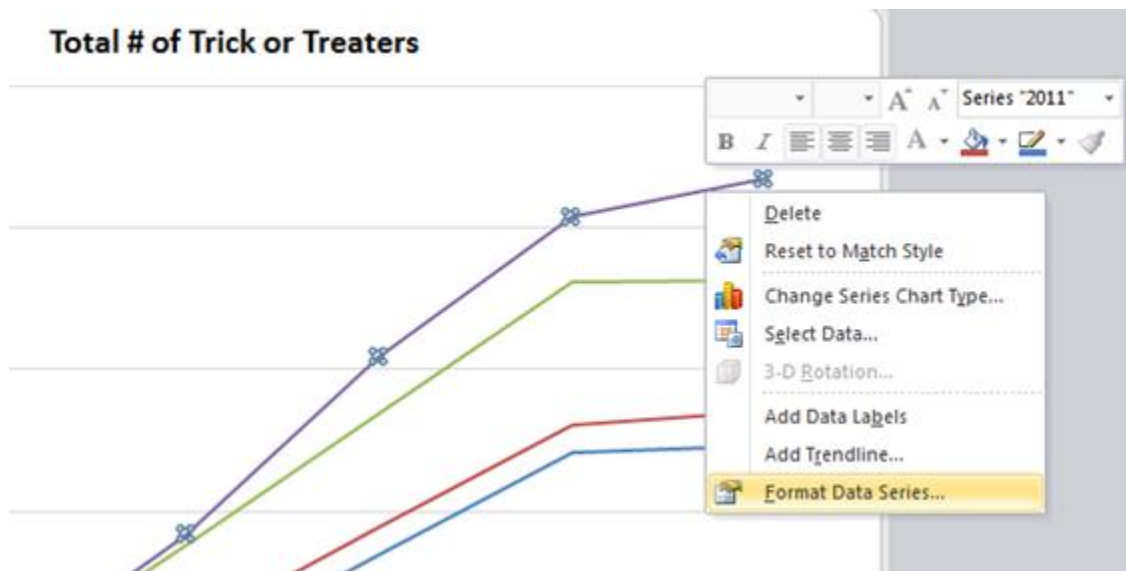 Total # of Trick or Treaters
A A Series "2011"
B I A
Delete
Reset to Match Style
Change Series Chart Type...
Select Data...
3-D Rotation...
Add Data Labels
Add Trendline...
Format Data Series...